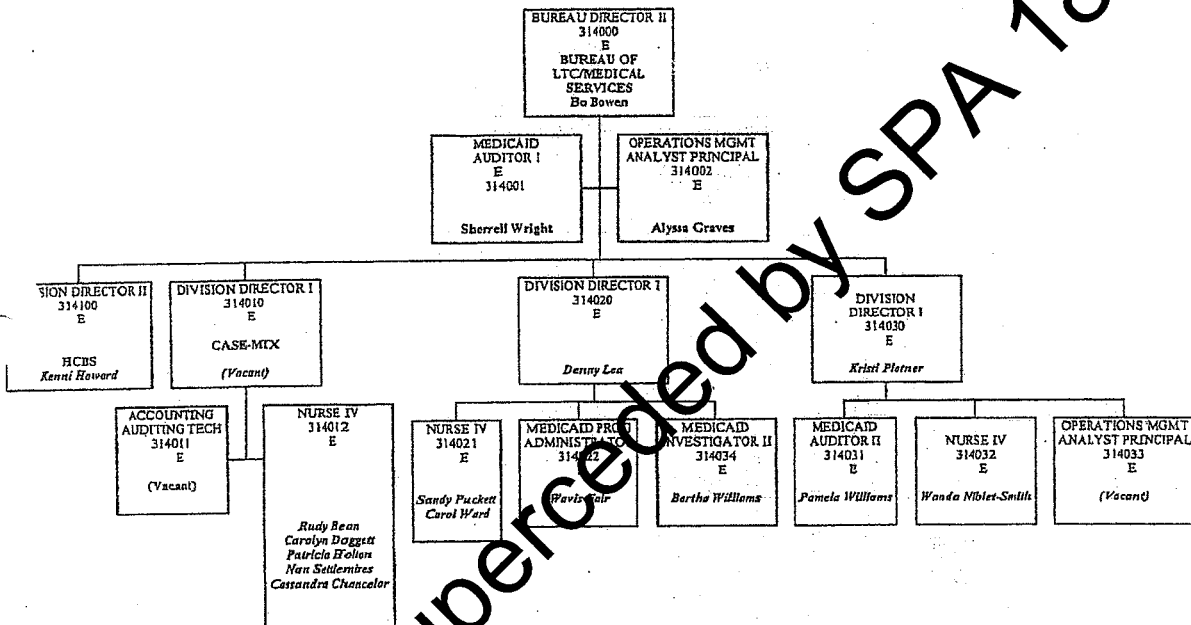 BUREAU DIRECTOR II
314000
E
BUREAU OF
LTC/MEDICAL
SERVICES
Bo Bowen
MEDICAID
AUDITOR I
E
314001
Sherrell Wright
OPERATIONS MGMT
ANALYST PRINCIPAL
314002
E
Alyssa Graves
SION DIRECTOR II
314100
E
HCBS
Kenni Howard
DIVISION DIRECTOR I
314010
E
CASE-MIX
(Vacant)
DIVISION DIRECTOR I
314020
E
Denny Lea
DIVISION
DIRECTOR I
314030
E
Kristi Plotner
ACCOUNTING
AUDITING TECH
314011
E
(Vacant)
NURSE IV
314012
E
Rudy Bean
Carolyn Doggett
Patricia Holton
Nan Settlemires
Cassandra Chancelor
NURSE IV
314021
E
Sandy Puckett
Carol Ward
MEDICAID
Wavis
MEDICAID
INVESTIGATOR II
314034
E
Bertha Williams
MEDICAID
AUDITOR II
314031
E
Pamela Williams
NURSE IV
314032
E
Wanda Niblet-Smith
OPERATIONS MGMT
ANALYST PRINCIPAL
314033
E
(Vacant)
uperceded by SPA